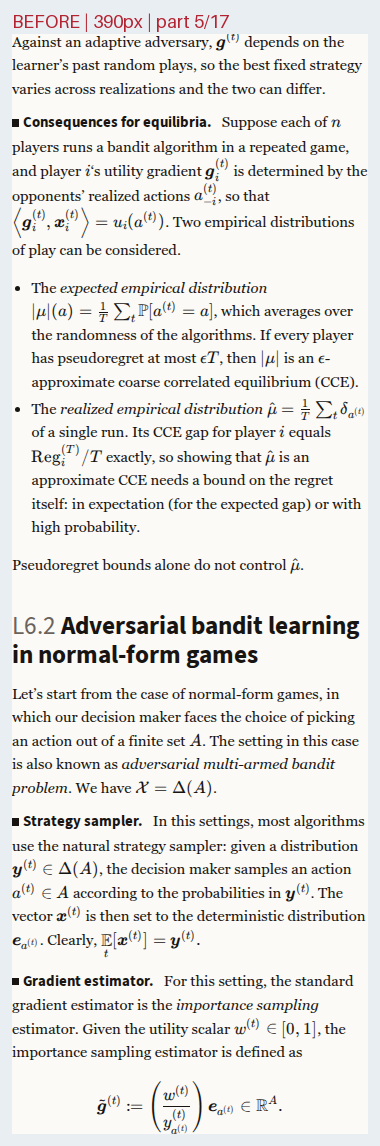 BEFORE | 390px | part 5/17
Against an adaptive adversary, g^(t) depends on the
learner's past random plays, so the best fixed strategy
varies across realizations and the two can differ.
■ Consequences for equilibria. Suppose each of n
players runs a bandit algorithm in a repeated game,
and player i's utility gradient g_i^(t) is determined by the
opponents' realized actions a_{-i}^(t), so that
⟨g_i^(t), x_i^(t)⟩ = u_i(a^(t)). Two empirical distributions
of play can be considered.
• The expected empirical distribution
|μ|(a) = 1/T ∑_t ℙ[a^(t) = a], which averages over
the randomness of the algorithms. If every player
has pseudoregret at most ϵT, then |μ| is an ϵ-
approximate coarse correlated equilibrium (CCE).
• The realized empirical distribution μ̂ = 1/T ∑_t δ_{a^(t)}
of a single run. Its CCE gap for player i equals
Reg_i^(T)/T exactly, so showing that μ̂ is an
approximate CCE needs a bound on the regret
itself: in expectation (for the expected gap) or with
high probability.
Pseudoregret bounds alone do not control μ̂.
L6.2 Adversarial bandit learning
in normal-form games
Let's start from the case of normal-form games, in
which our decision maker faces the choice of picking
an action out of a finite set A. The setting in this case
is also known as adversarial multi-armed bandit
problem. We have 𝒳 = Δ(A).
■ Strategy sampler. In this settings, most algorithms
use the natural strategy sampler: given a distribution
y^(t) ∈ Δ(A), the decision maker samples an action
a^(t) ∈ A according to the probabilities in y^(t). The
vector x^(t) is then set to the deterministic distribution
e_{a^(t)}. Clearly, 𝔼_t[x^(t)] = y^(t).
■ Gradient estimator. For this setting, the standard
gradient estimator is the importance sampling
estimator. Given the utility scalar w^(t) ∈ [0, 1], the
importance sampling estimator is defined as
g̃^(t) := (w^(t) / y_{a^(t)}^(t)) e_{a^(t)} ∈ ℝ^A.